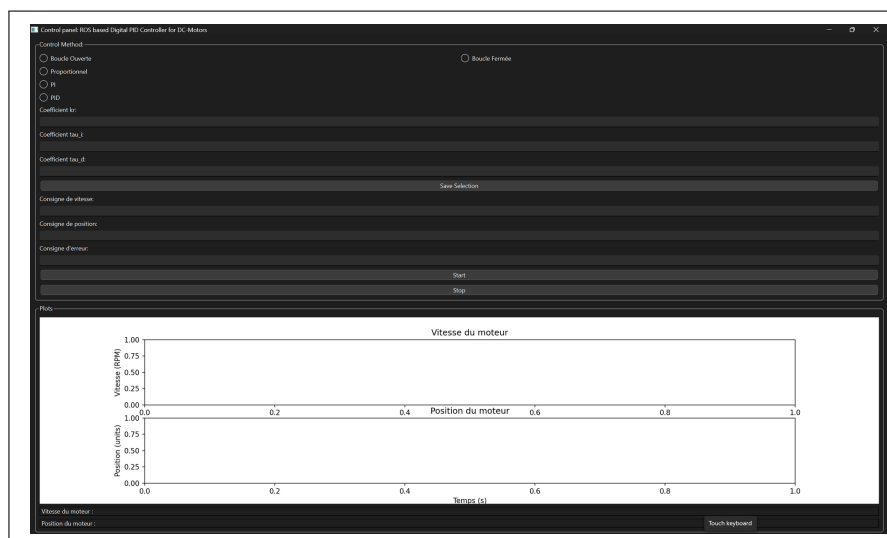 Control panel: ROS based Digital PID Controller for DC-Motors
Control Method:
Boucle Ouverte
Boucle Fermée
Proportionnel
PI
PID
Coefficient kr:
Coefficient tau_i:
Coefficient tau_d:
Save Selection
Consigne de vitesse:
Consigne de position:
Consigne d'erreur:
Start
Stop
Plots
Vitesse du moteur
1.00
0.75
0.50
0.25
0.00
Vitesse (RPM)
0.0 0.2 0.4 0.6 0.8 1.0
Position du moteur
1.00
0.75
0.50
0.25
0.00
Position (units)
0.0 0.2 0.4 0.6 0.8 1.0
Temps (s)
Vitesse du moteur :
Position du moteur :
Touch keyboard